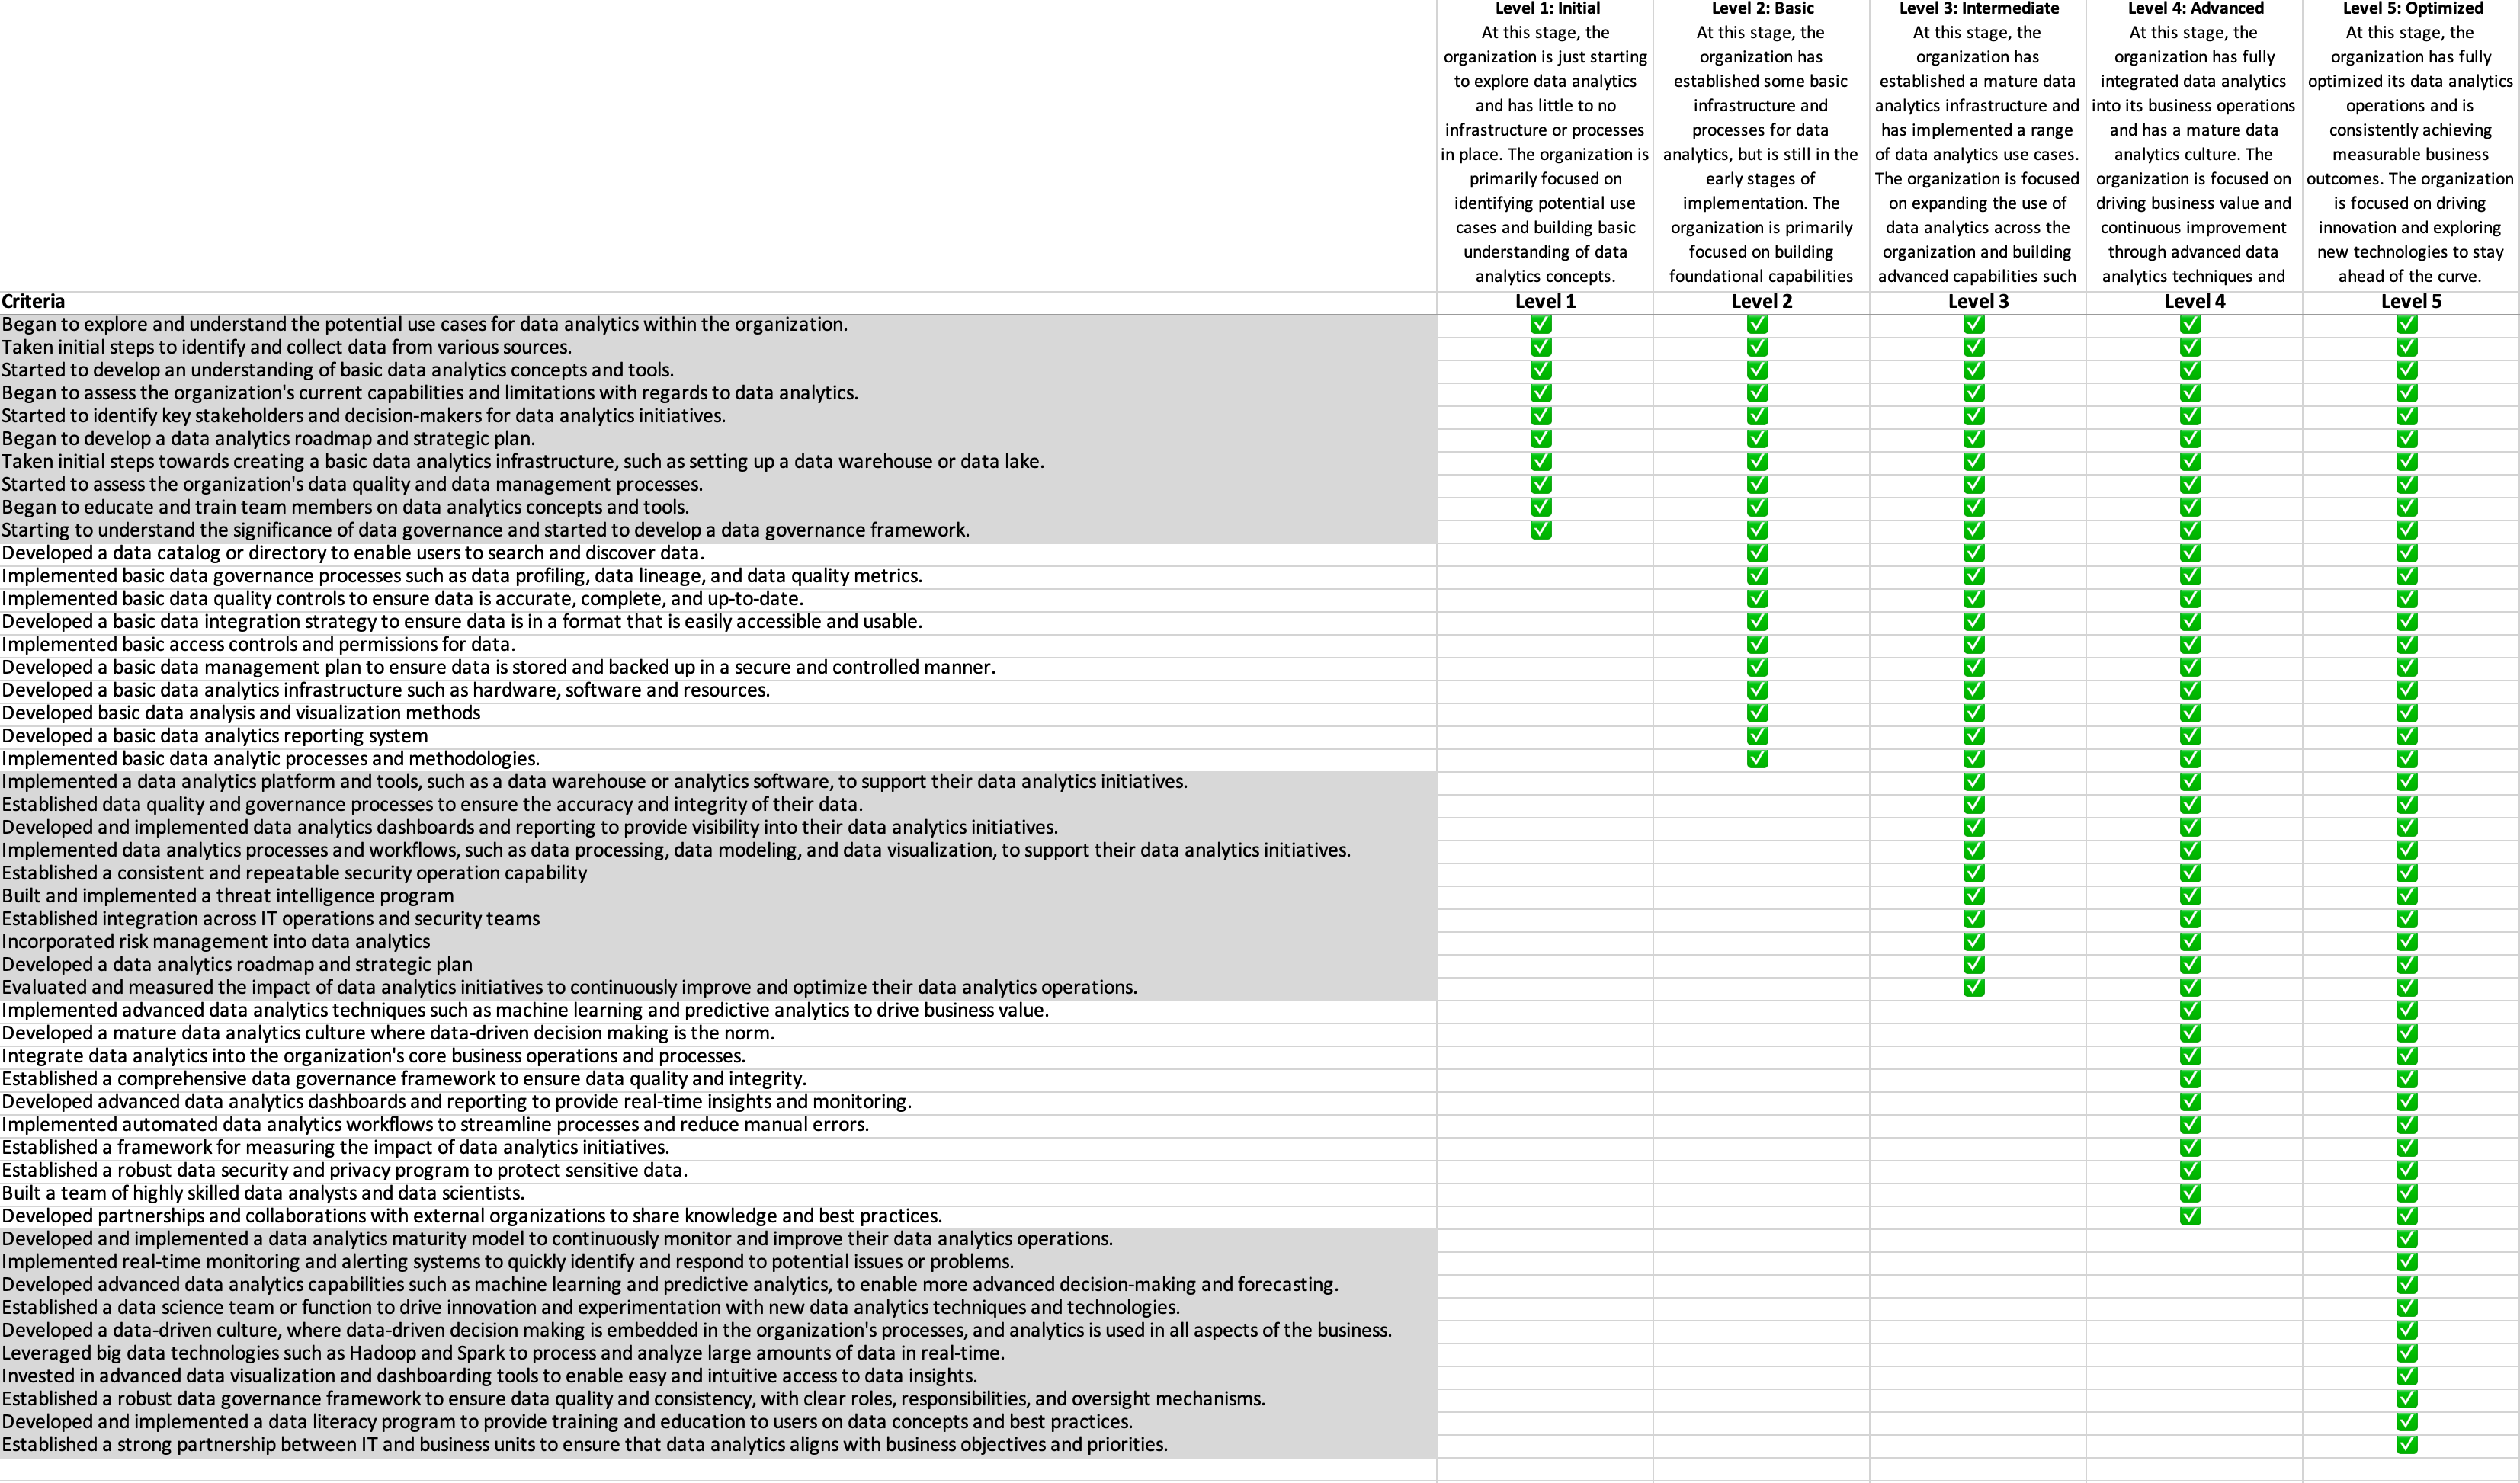 Level 1: Initial
At this stage, the
organization is just starting
to explore data analytics
and has little to no
infrastructure or processes
in place. The organization is
primarily focused on
identifying potential use
cases and building basic
understanding of data
analytics concepts.
Level 2: Basic
At this stage, the
organization has
established some basic
infrastructure and
processes for data
analytics, but is still in the
early stages of
implementation. The
organization is primarily
focused on building
foundational capabilities
Level 3: Intermediate
At this stage, the
organization has
established a mature data
analytics infrastructure and
has implemented a range
of data analytics use cases.
The organization is focused
on expanding the use of
data analytics across the
organization and building
advanced capabilities such
Level 4: Advanced
At this stage, the
organization has fully
integrated data analytics
into its business operations
and has a mature data
analytics culture. The
organization is focused on
driving business value and
continuous improvement
through advanced data
analytics techniques and
Level 5: Optimized
At this stage, the
organization has fully
optimized its data analytics
operations and is
consistently achieving
measurable business
outcomes. The organization
is focused on driving
innovation and exploring
new technologies to stay
ahead of the curve.
Criteria Level 1 Level 2 Level 3 Level 4 Level 5
Began to explore and understand the potential use cases for data analytics within the organization.
Taken initial steps to identify and collect data from various sources.
Started to develop an understanding of basic data analytics concepts and tools.
Began to assess the organization's current capabilities and limitations with regards to data analytics.
Started to identify key stakeholders and decision-makers for data analytics initiatives.
Began to develop a data analytics roadmap and strategic plan.
Taken initial steps towards creating a basic data analytics infrastructure, such as setting up a data warehouse or data lake.
Started to assess the organization's data quality and data management processes.
Began to educate and train team members on data analytics concepts and tools.
Starting to understand the significance of data governance and started to develop a data governance framework.
Developed a data catalog or directory to enable users to search and discover data.
Implemented basic data governance processes such as data profiling, data lineage, and data quality metrics.
Implemented basic data quality controls to ensure data is accurate, complete, and up-to-date.
Developed a basic data integration strategy to ensure data is in a format that is easily accessible and usable.
Implemented basic access controls and permissions for data.
Developed a basic data management plan to ensure data is stored and backed up in a secure and controlled manner.
Developed a basic data analytics infrastructure such as hardware, software and resources.
Developed basic data analysis and visualization methods
Developed a basic data analytics reporting system
Implemented basic data analytic processes and methodologies.
Implemented a data analytics platform and tools, such as a data warehouse or analytics software, to support their data analytics initiatives.
Established data quality and governance processes to ensure the accuracy and integrity of their data.
Developed and implemented data analytics dashboards and reporting to provide visibility into their data analytics initiatives.
Implemented data analytics processes and workflows, such as data processing, data modeling, and data visualization, to support their data analytics initiatives.
Established a consistent and repeatable security operation capability
Built and implemented a threat intelligence program
Established integration across IT operations and security teams
Incorporated risk management into data analytics
Developed a data analytics roadmap and strategic plan
Evaluated and measured the impact of data analytics initiatives to continuously improve and optimize their data analytics operations.
Implemented advanced data analytics techniques such as machine learning and predictive analytics to drive business value.
Developed a mature data analytics culture where data-driven decision making is the norm.
Integrate data analytics into the organization's core business operations and processes.
Established a comprehensive data governance framework to ensure data quality and integrity.
Developed advanced data analytics dashboards and reporting to provide real-time insights and monitoring.
Implemented automated data analytics workflows to streamline processes and reduce manual errors.
Established a framework for measuring the impact of data analytics initiatives.
Established a robust data security and privacy program to protect sensitive data.
Built a team of highly skilled data analysts and data scientists.
Developed partnerships and collaborations with external organizations to share knowledge and best practices.
Developed and implemented a data analytics maturity model to continuously monitor and improve their data analytics operations.
Implemented real-time monitoring and alerting systems to quickly identify and respond to potential issues or problems.
Developed advanced data analytics capabilities such as machine learning and predictive analytics, to enable more advanced decision-making and forecasting.
Established a data science team or function to drive innovation and experimentation with new data analytics techniques and technologies.
Developed a data-driven culture, where data-driven decision making is embedded in the organization's processes, and analytics is used in all aspects of the business.
Leveraged big data technologies such as Hadoop and Spark to process and analyze large amounts of data in real-time.
Invested in advanced data visualization and dashboarding tools to enable easy and intuitive access to data insights.
Established a robust data governance framework to ensure data quality and consistency, with clear roles, responsibilities, and oversight mechanisms.
Developed and implemented a data literacy program to provide training and education to users on data concepts and best practices.
Established a strong partnership between IT and business units to ensure that data analytics aligns with business objectives and priorities.